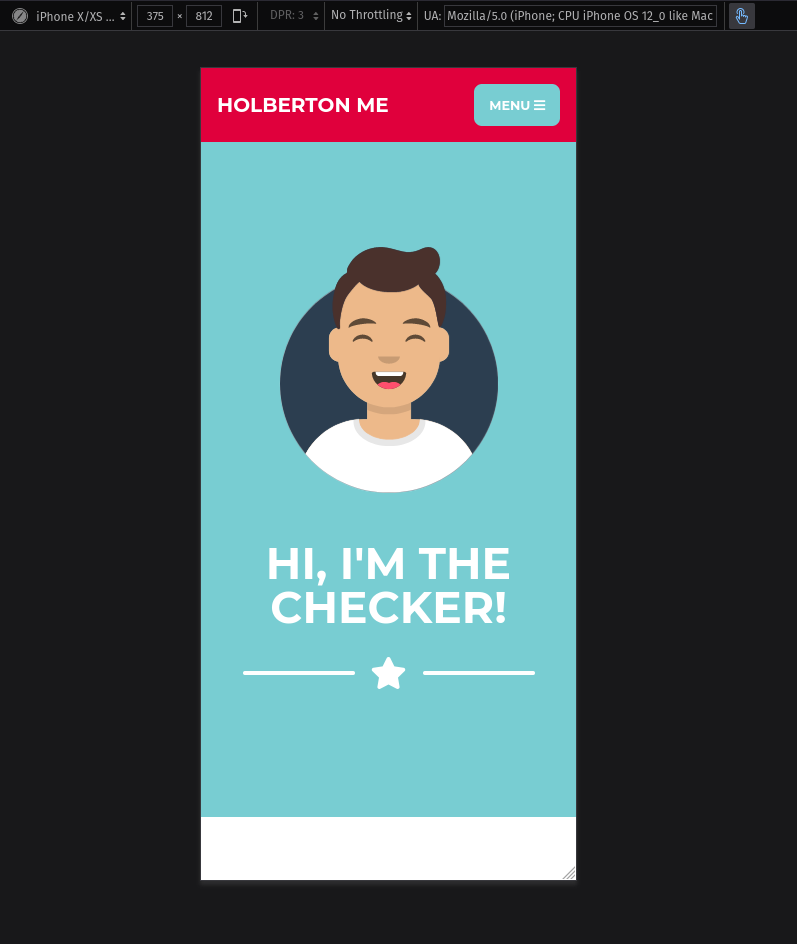 iPhone X/XS ... 375 × 812 DPR: 3 No Throttling UA: Mozilla/5.0 (iPhone; CPU iPhone OS 12_0 like Mac
HOLBERTON ME MENU
HI, I'M THE
CHECKER!